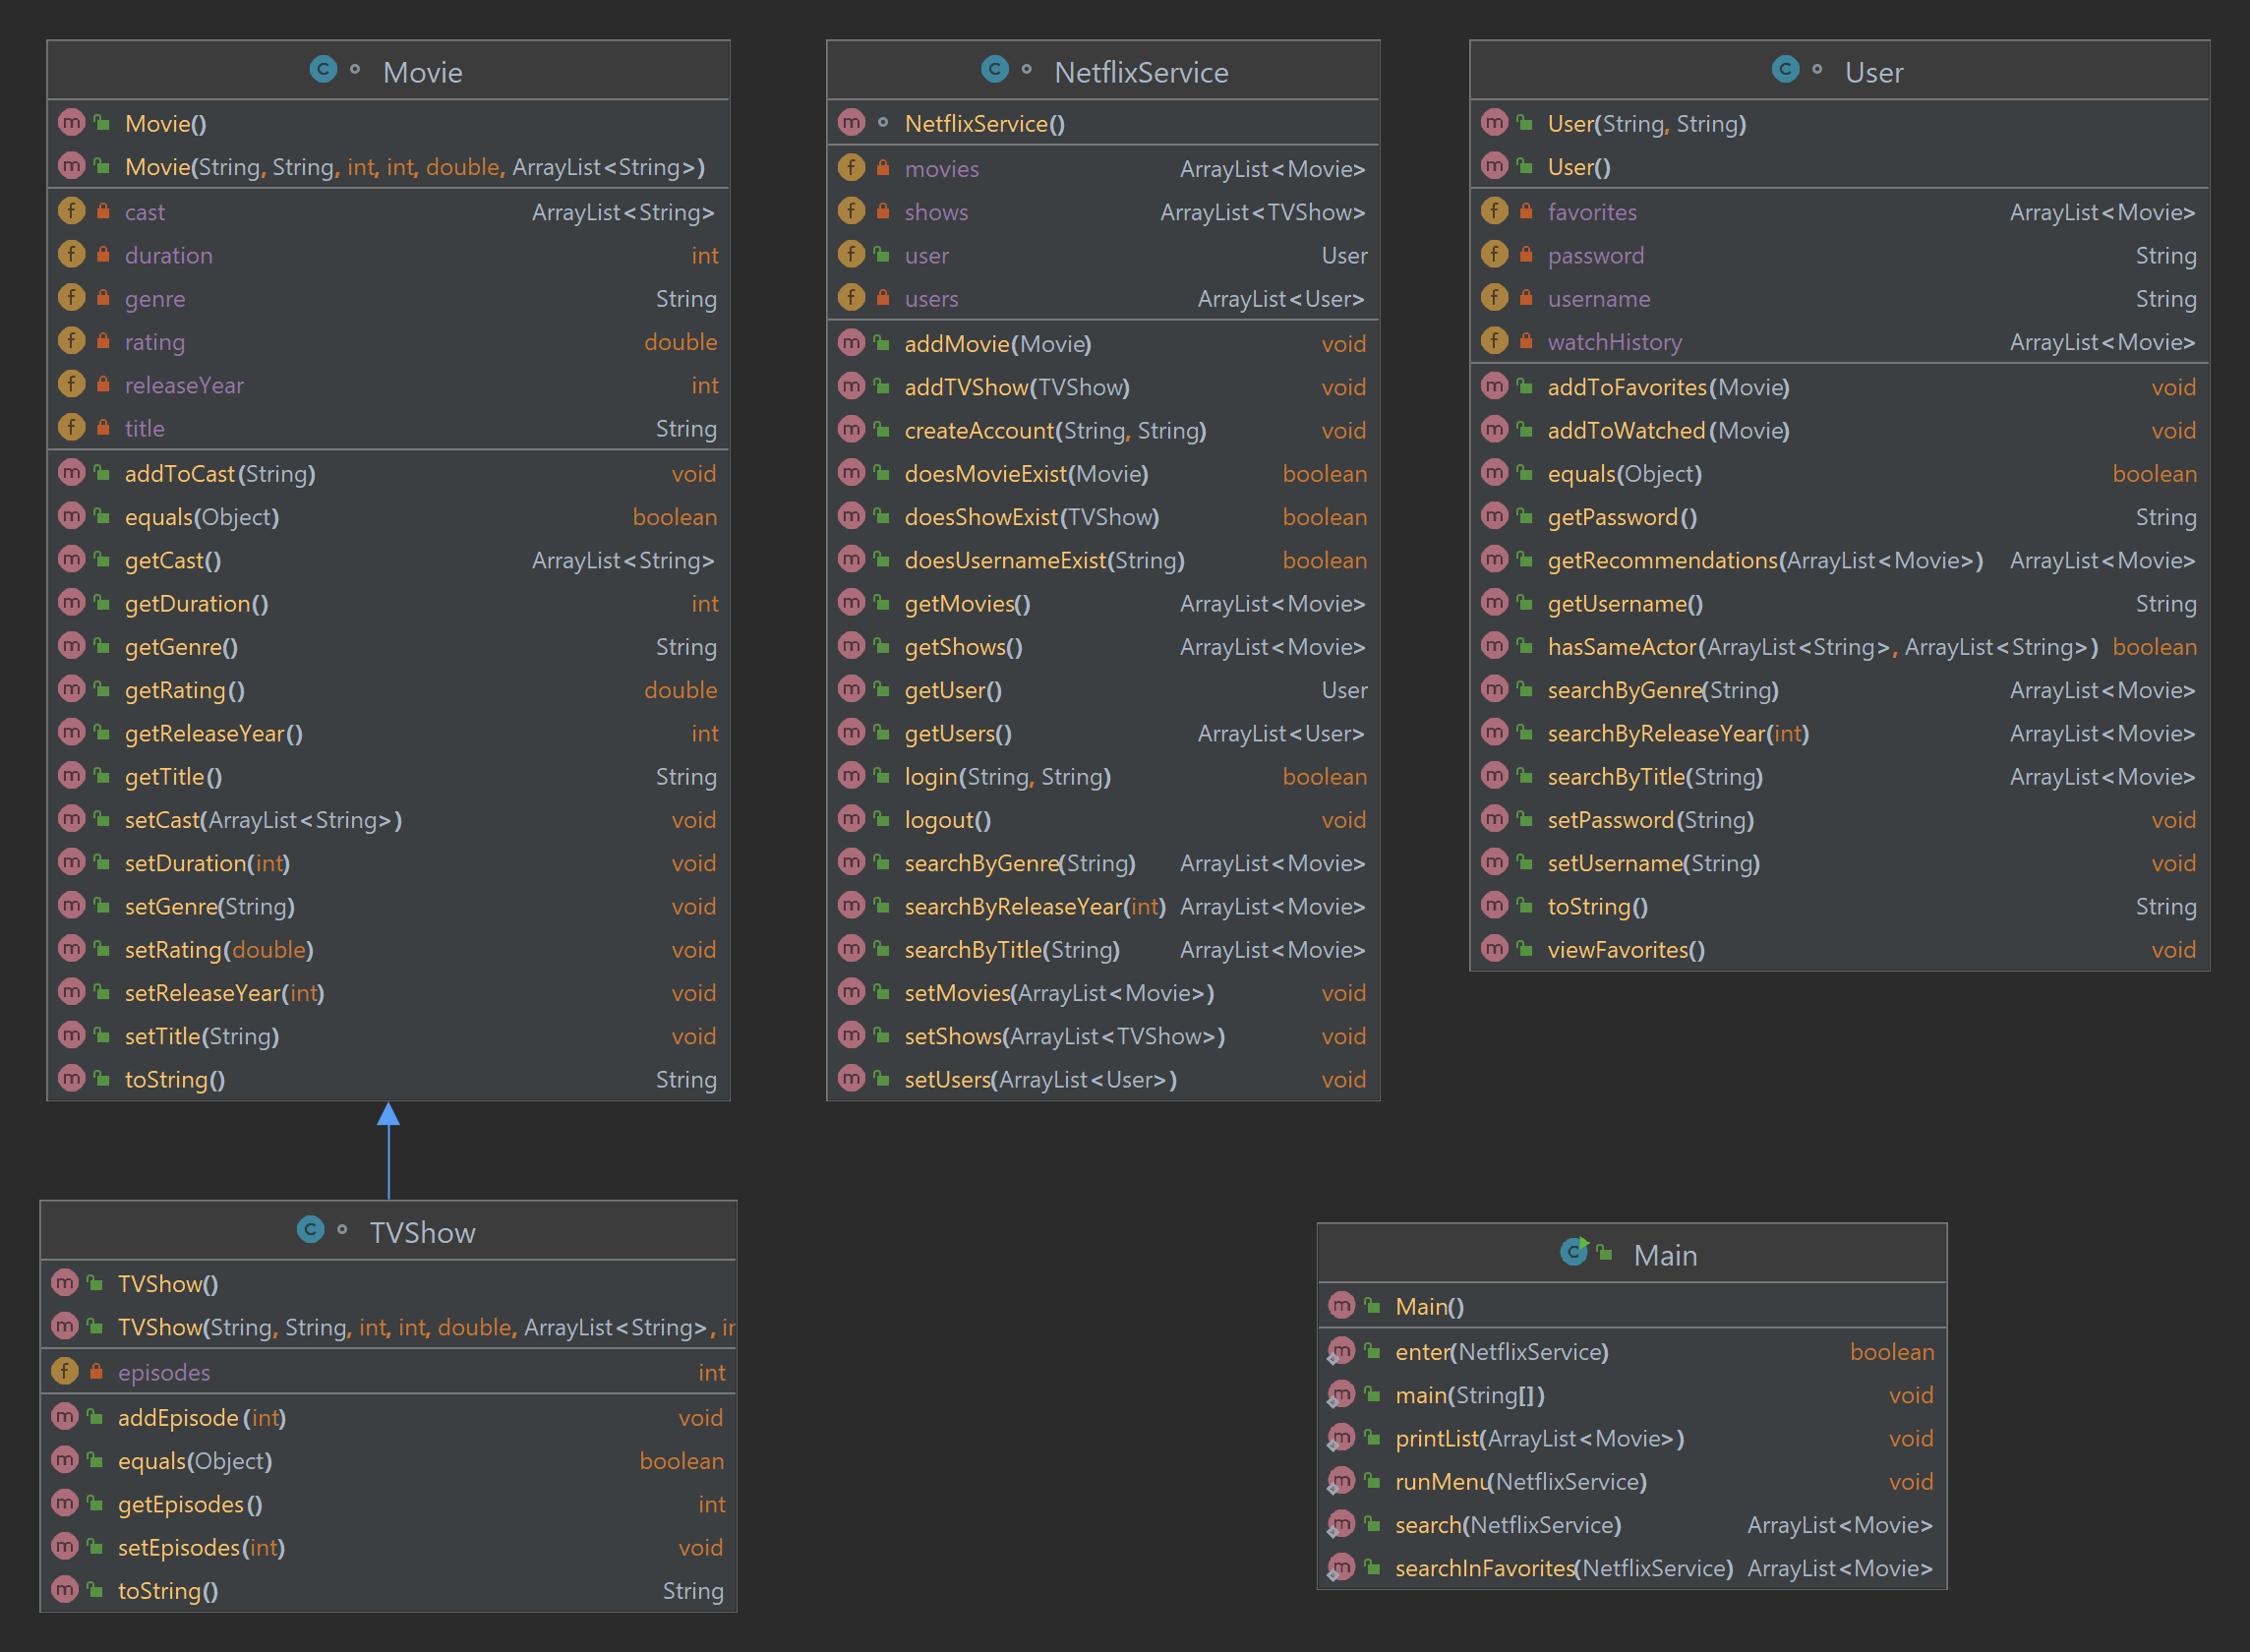 Movie
Movie()
Movie(String, String, int, int, double, ArrayList<String>)
cast ArrayList<String>
duration int
genre String
rating double
releaseYear int
title String
addToCast(String) void
equals(Object) boolean
getCast() ArrayList<String>
getDuration() int
getGenre() String
getRating() double
getReleaseYear() int
getTitle() String
setCast(ArrayList<String>) void
setDuration(int) void
setGenre(String) void
setRating(double) void
setReleaseYear(int) void
setTitle(String) void
toString() String
NetflixService
NetflixService()
movies ArrayList<Movie>
shows ArrayList<TVShow>
user User
users ArrayList<User>
addMovie(Movie) void
addTVShow(TVShow) void
createAccount(String, String) void
doesMovieExist(Movie) boolean
doesShowExist(TVShow) boolean
doesUsernameExist(String) boolean
getMovies() ArrayList<Movie>
getShows() ArrayList<Movie>
getUser() User
getUsers() ArrayList<User>
login(String, String) boolean
logout() void
searchByGenre(String) ArrayList<Movie>
searchByReleaseYear(int) ArrayList<Movie>
searchByTitle(String) ArrayList<Movie>
setMovies(ArrayList<Movie>) void
setShows(ArrayList<TVShow>) void
setUsers(ArrayList<User>) void
User
User(String, String)
User()
favorites ArrayList<Movie>
password String
username String
watchHistory ArrayList<Movie>
addToFavorites(Movie) void
addToWatched(Movie) void
equals(Object) boolean
getPassword() String
getRecommendations(ArrayList<Movie>) ArrayList<Movie>
getUsername() String
hasSameActor(ArrayList<String>, ArrayList<String>) boolean
searchByGenre(String) ArrayList<Movie>
searchByReleaseYear(int) ArrayList<Movie>
searchByTitle(String) ArrayList<Movie>
setPassword(String) void
setUsername(String) void
toString() String
viewFavorites() void
TVShow
TVShow()
TVShow(String, String, int, int, double, ArrayList<String>,
episodes int
addEpisode(int) void
equals(Object) boolean
getEpisodes() int
setEpisodes(int) void
toString() String
Main
Main()
enter(NetflixService) boolean
main(String[]) void
printList(ArrayList<Movie>) void
runMenu(NetflixService) void
search(NetflixService) ArrayList<Movie>
searchInFavorites(NetflixService) ArrayList<Movie>